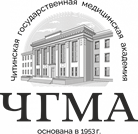 Читинская государственная медицинская академия
ЧГМА
основана в 1953 г.